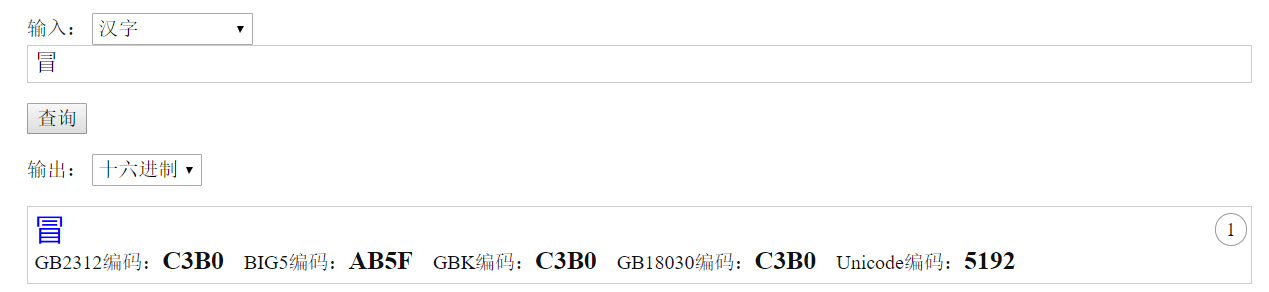 输入： 汉字
冒
查询
输出： 十六进制
冒 1
GB2312编码：C3B0 BIG5编码：AB5F GBK编码：C3B0 GB18030编码：C3B0 Unicode编码：5192